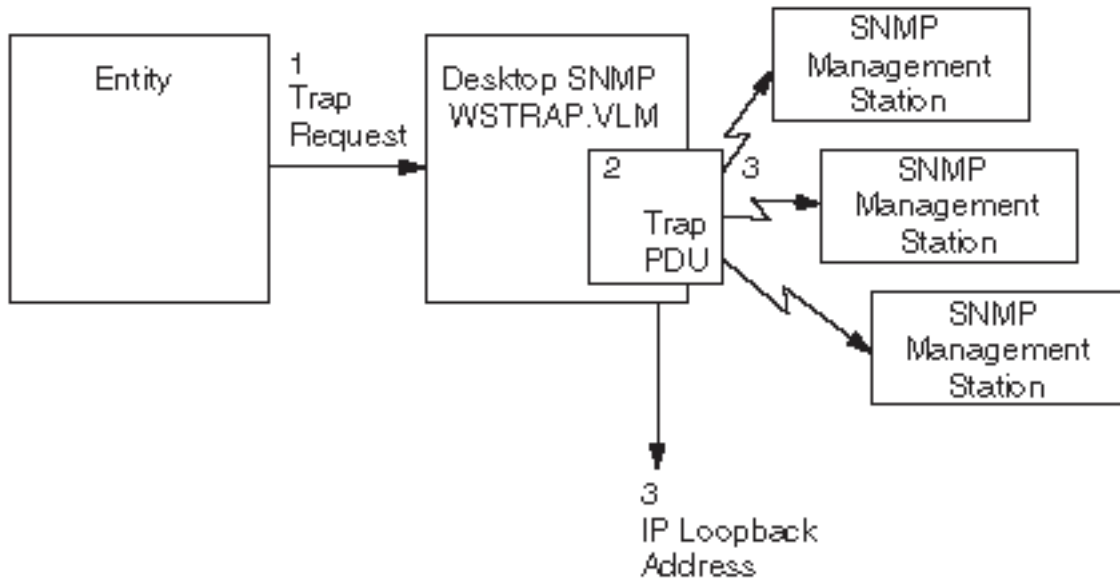 Entity
1
Trap
Request
Desktop SNMP
WSTRAP.VLM
2
Trap
PDU
3
SNMP
Management
Station
SNMP
Management
Station
SNMP
Management
Station
3
IP Loopback
Address